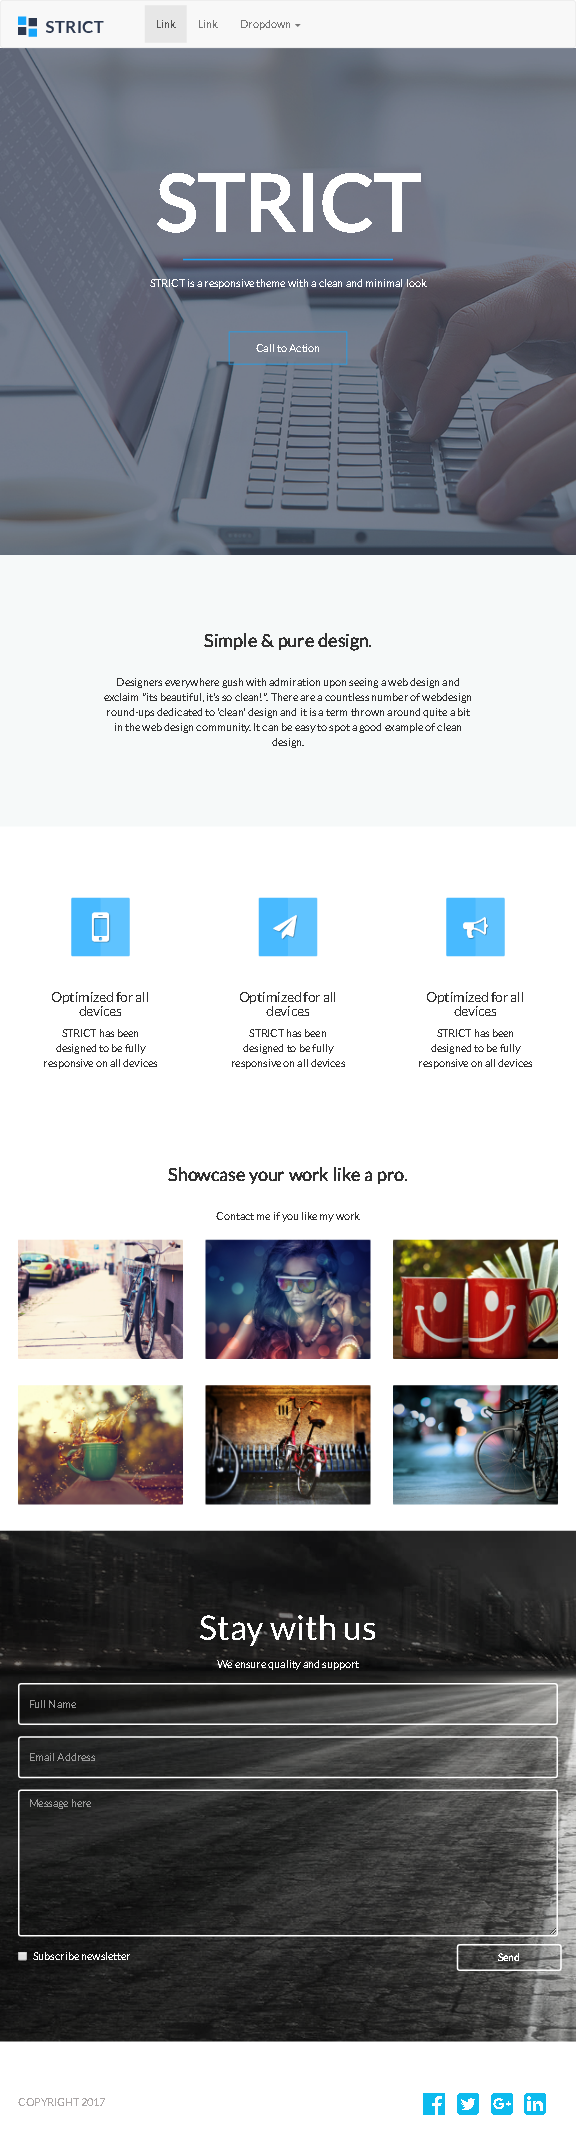 STRICT
Link
Link
Dropdown
STRICT
STRICT is a responsive theme with a clean and minimal look
Call to Action
Simple & pure design.
Designers everywhere gush with admiration upon seeing a web design and
exclaim "its beautiful, it's so clean!". There are a countless number of webdesign
round-ups dedicated to 'clean' design and it is a term thrown around quite a bit
in the web design community. It can be easy to spot a good example of clean
design.
Optimized for all
devices
STRICT has been
designed to be fully
responsive on all devices
Optimized for all
devices
STRICT has been
designed to be fully
responsive on all devices
Optimized for all
devices
STRICT has been
designed to be fully
responsive on all devices
Showcase your work like a pro.
Contact me if you like my work
Stay with us
We ensure quality and support
Full Name
Email Address
Message here
Subscribe newsletter
Send
COPYRIGHT 2017